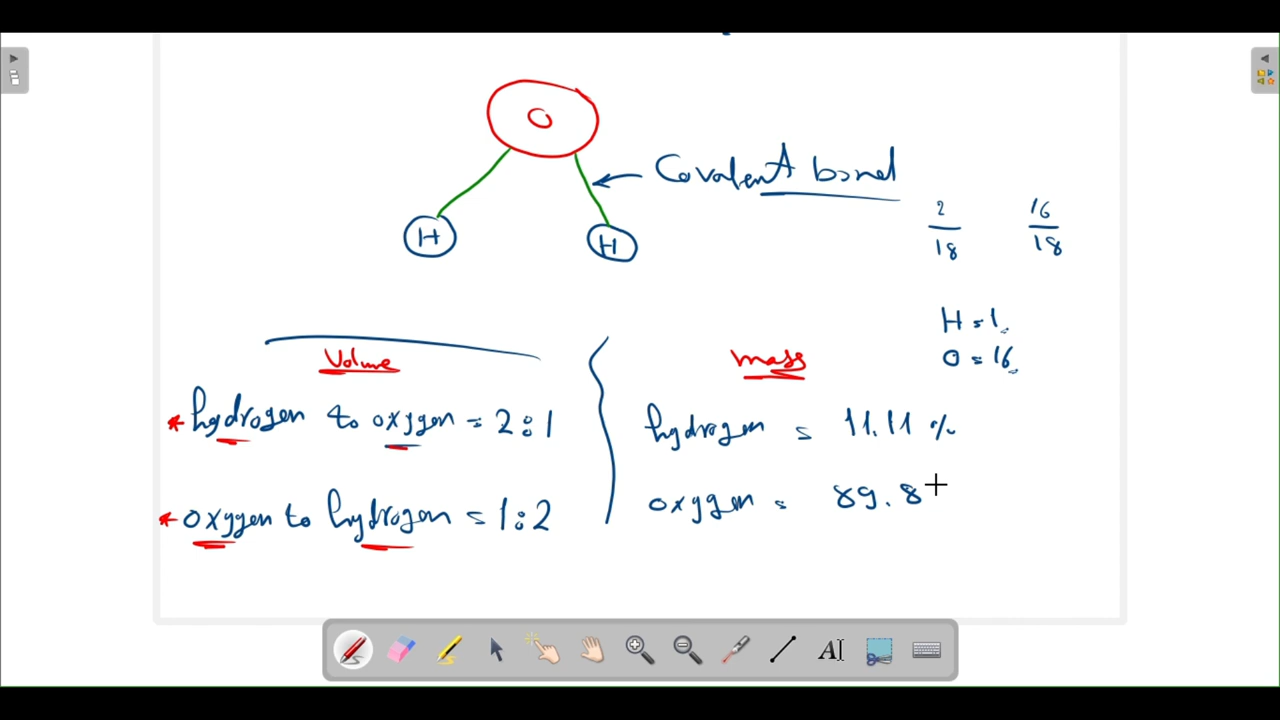 O
Covalent bond
H
H
2/18
16/18
H = 1
O = 16
Volume
mass
* hydrogen to oxygen = 2:1
hydrogen = 11.11 %
oxygen = 89.8
* oxygen to hydrogen = 1:2
AI